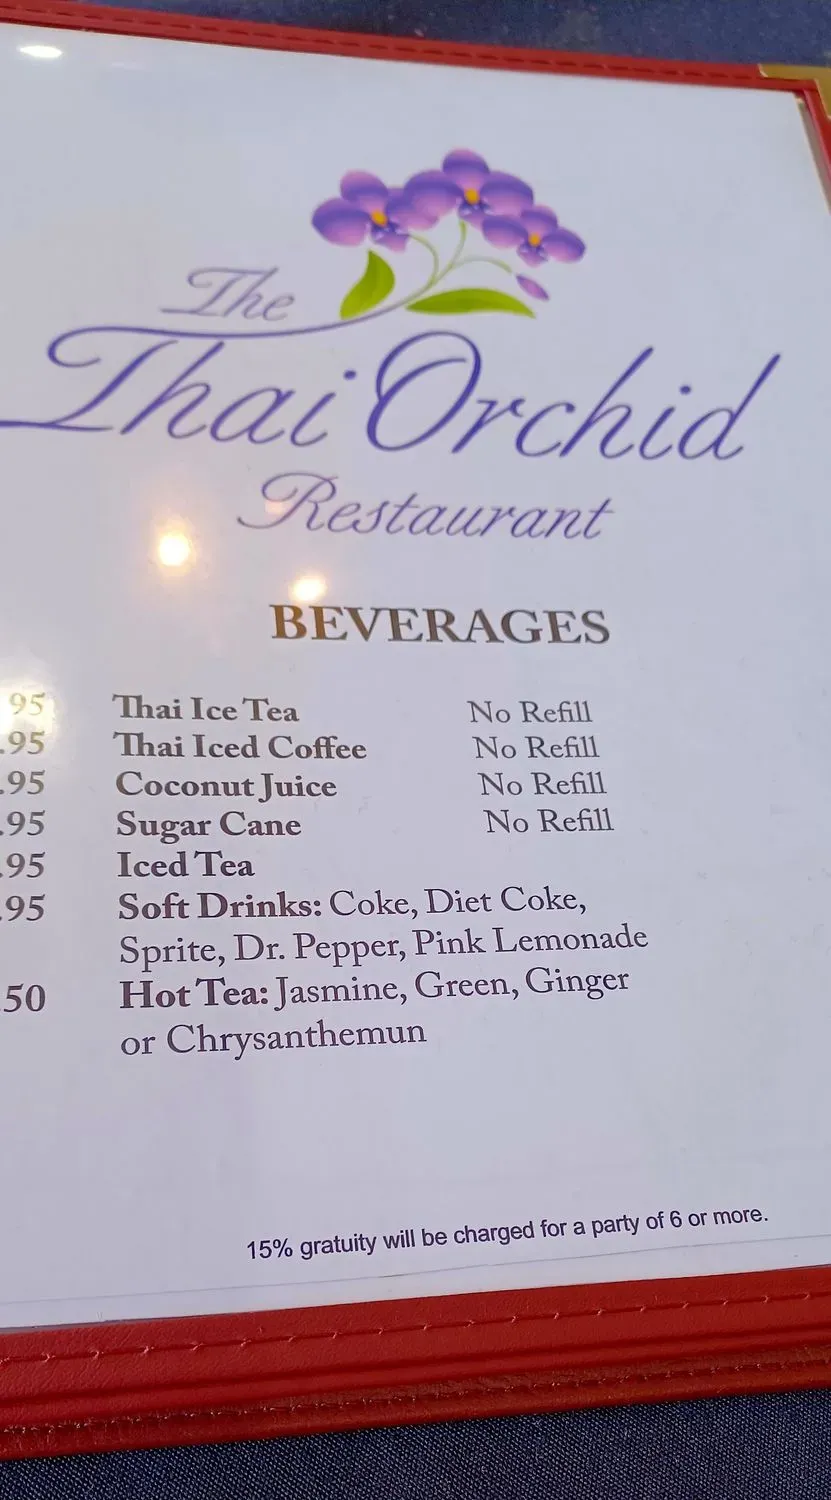 The
Thai Orchid
Restaurant
BEVERAGES
95 Thai Ice Tea No Refill
.95 Thai Iced Coffee No Refill
.95 Coconut Juice No Refill
.95 Sugar Cane No Refill
.95 Iced Tea
.95 Soft Drinks: Coke, Diet Coke,
Sprite, Dr. Pepper, Pink Lemonade
.50 Hot Tea: Jasmine, Green, Ginger
or Chrysanthemun
15% gratuity will be charged for a party of 6 or more.